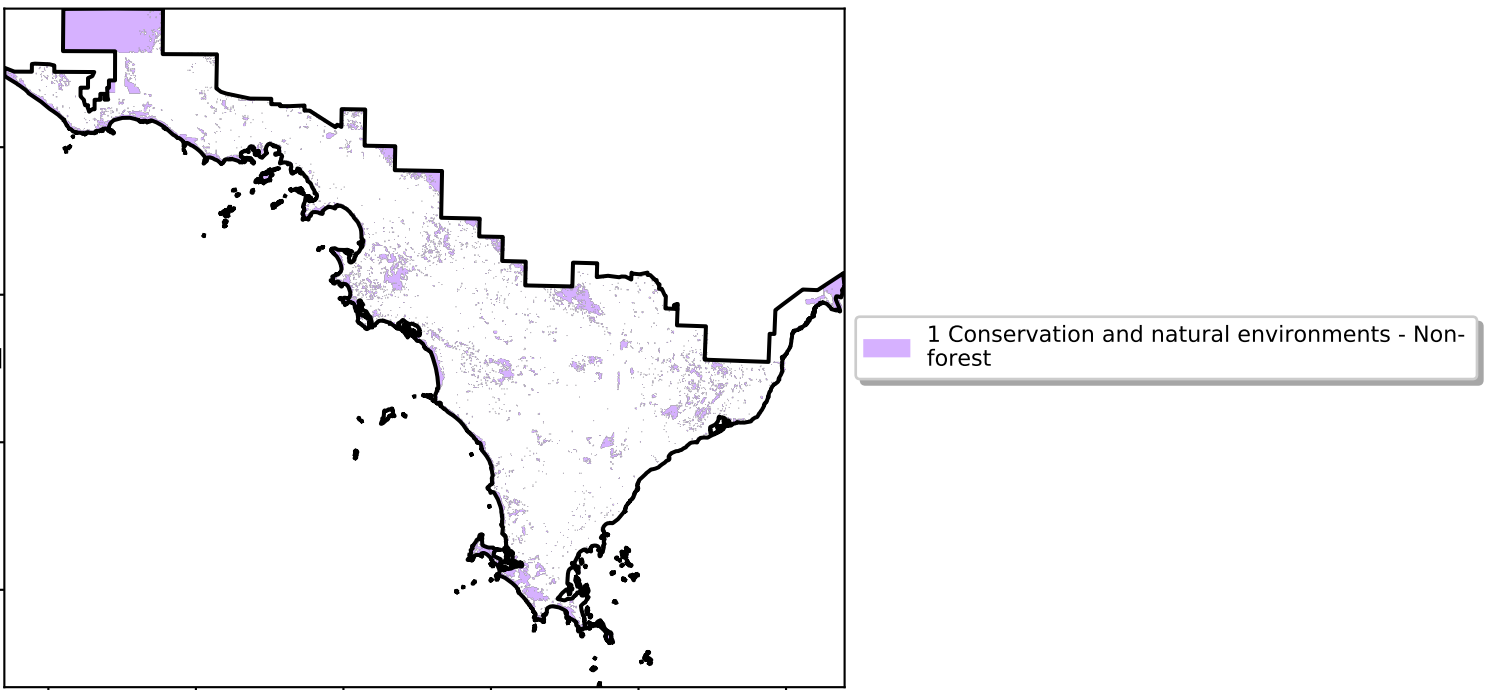 1 Conservation and natural environments - Non-
forest